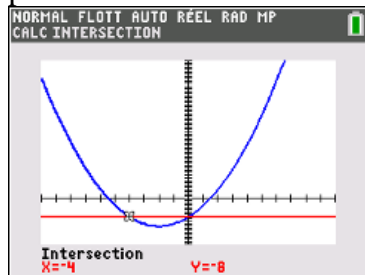 NORMAL FLOTT AUTO RÉEL RAD MP
CALC INTERSECTION
Intersection
X=-4 Y=-8